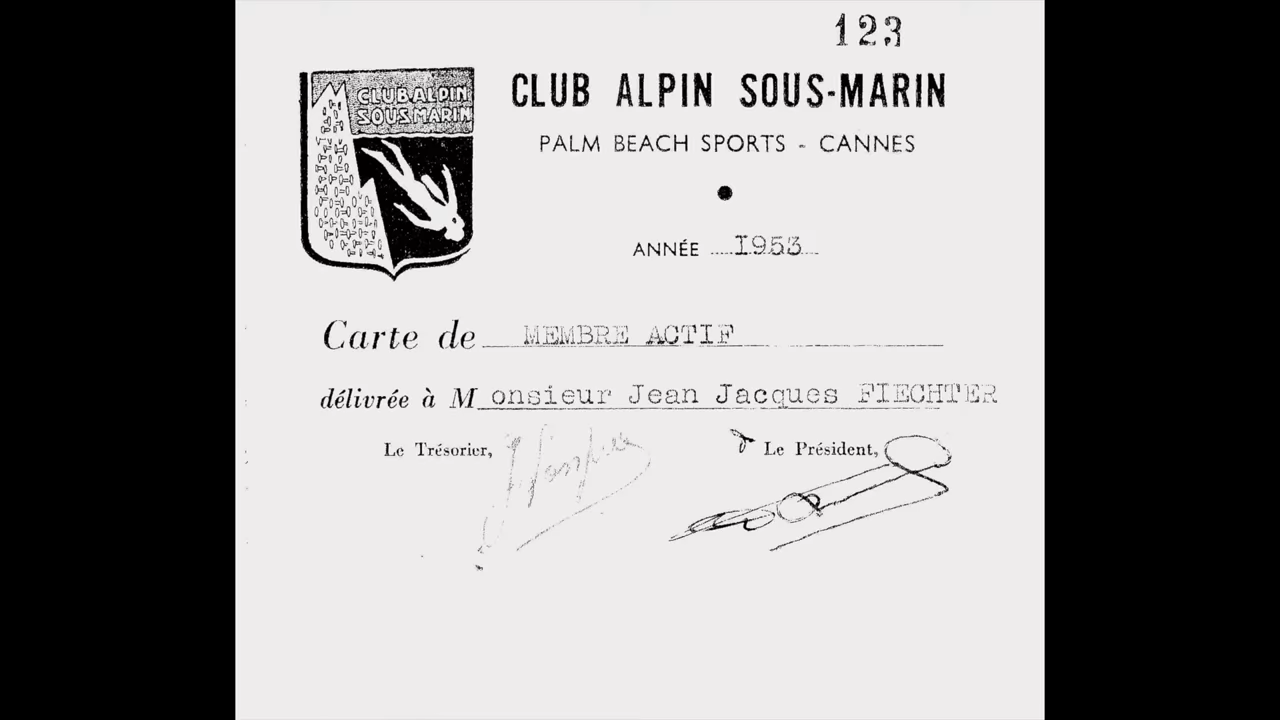 123
CLUB ALPIN SOUS-MARIN
PALM BEACH SPORTS - CANNES
CLUB ALPIN
SOUS MARIN
ANNÉE 1953
Carte de MEMBRE ACTIF
délivrée à Monsieur Jean Jacques FIECHTER
Le Trésorier, Le Président,